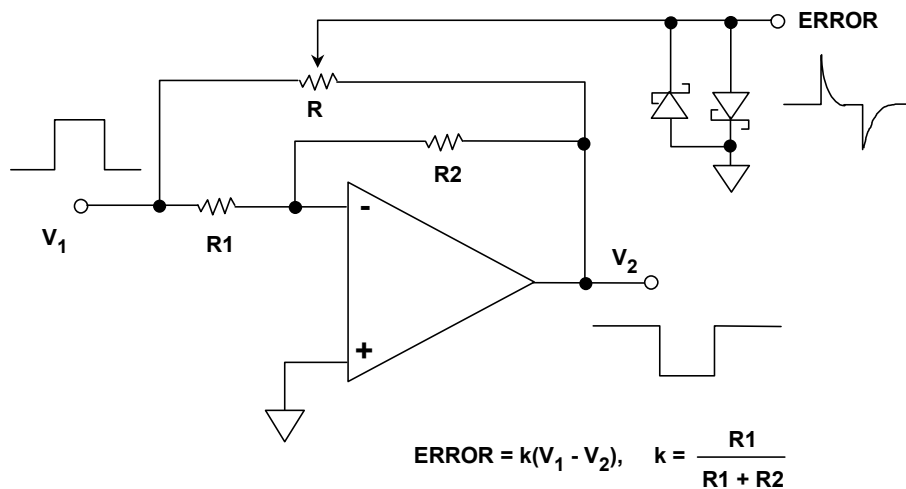 ERROR
R
R2
R1
V₁
-
+
V₂
ERROR = k(V₁ - V₂), k = R1 / R1 + R2